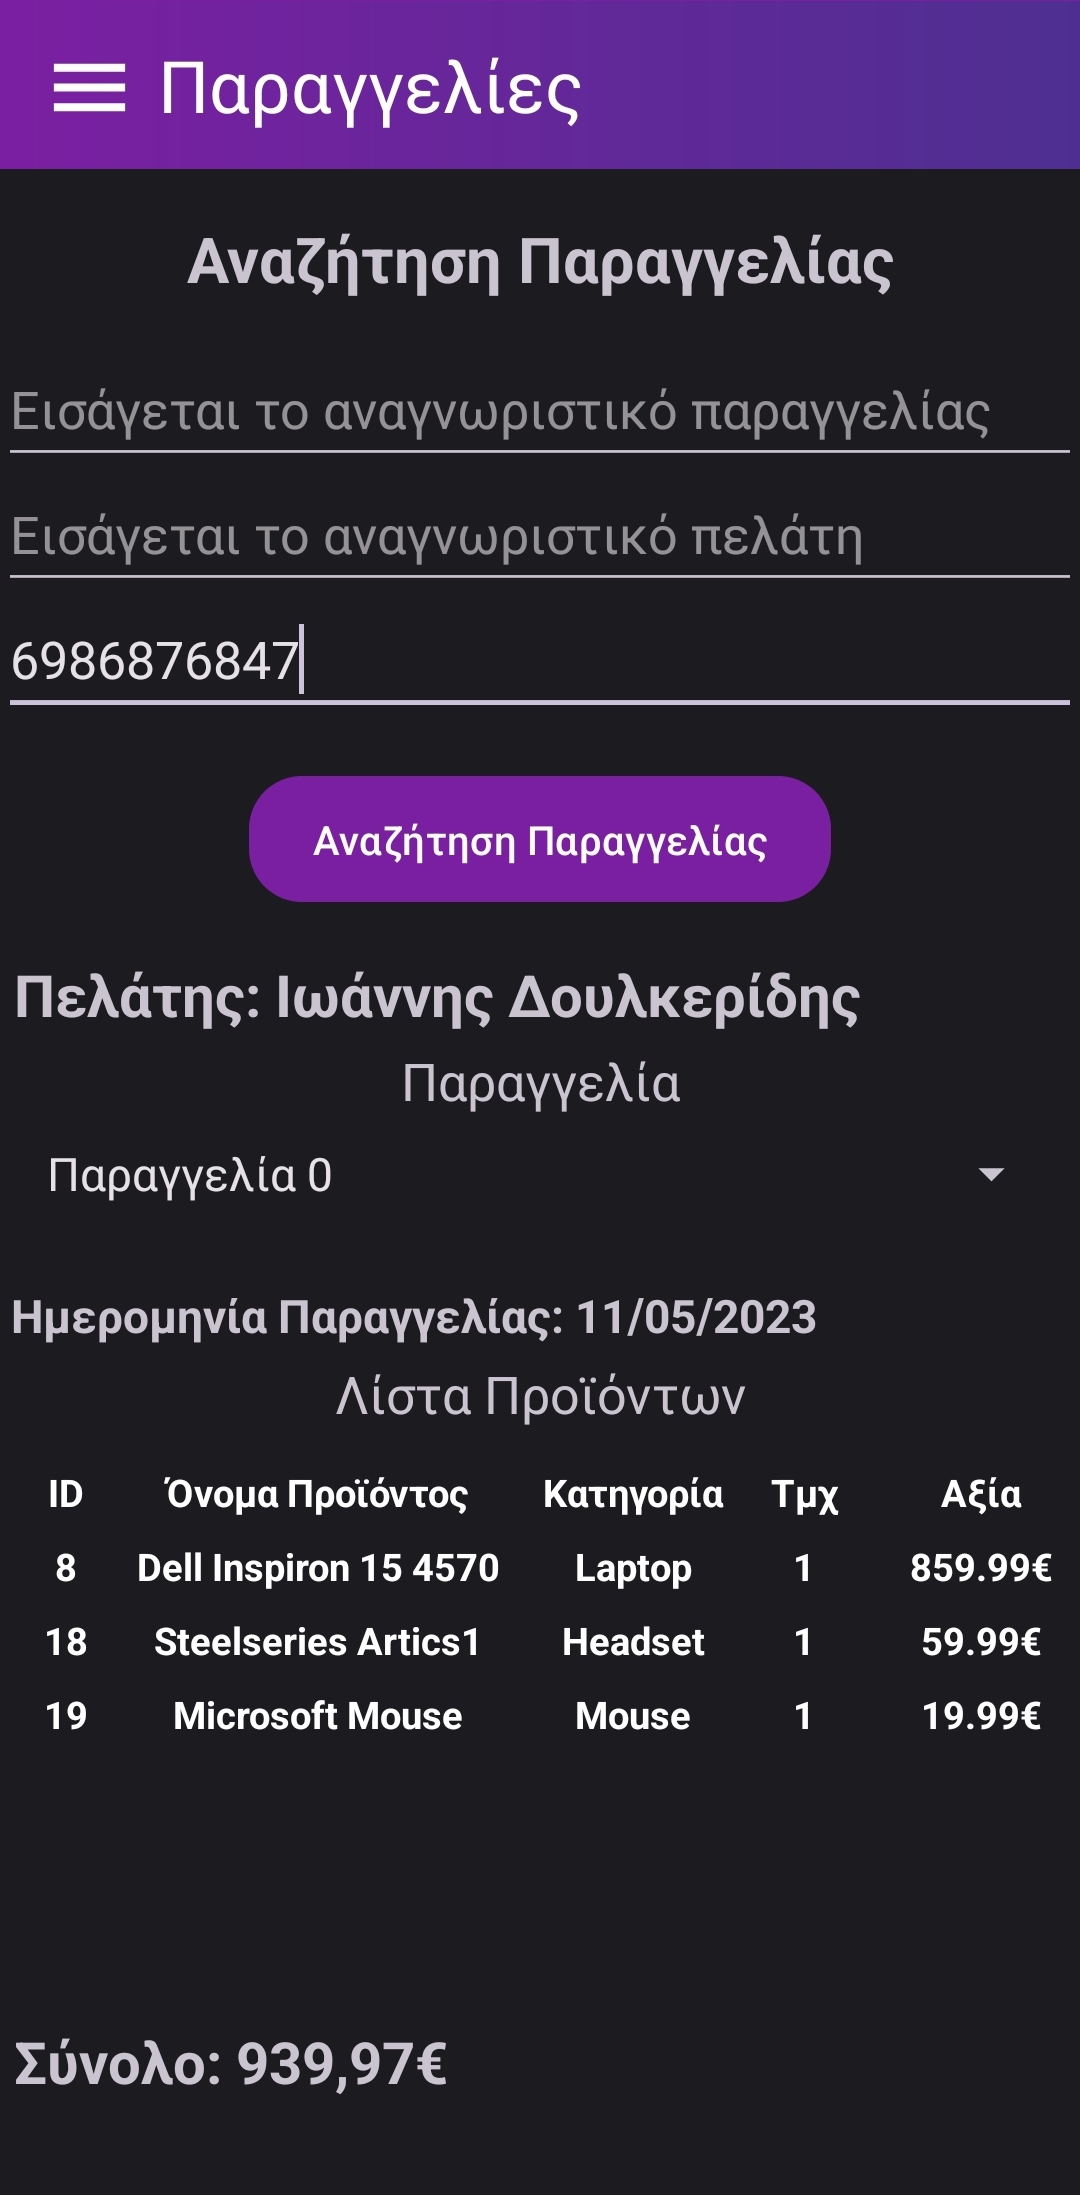 Παραγγελίες
Αναζήτηση Παραγγελίας
Εισάγεται το αναγνωριστικό παραγγελίας
Εισάγεται το αναγνωριστικό πελάτη
6986876847
Αναζήτηση Παραγγελίας
Πελάτης: Ιωάννης Δουλκερίδης
Παραγγελία
Παραγγελία 0
Ημερομηνία Παραγγελίας: 11/05/2023
Λίστα Προϊόντων
ID Όνομα Προϊόντος Κατηγορία Τμχ Αξία
8 Dell Inspiron 15 4570 Laptop 1 859.99€
18 Steelseries Artics1 Headset 1 59.99€
19 Microsoft Mouse Mouse 1 19.99€
Σύνολο: 939,97€